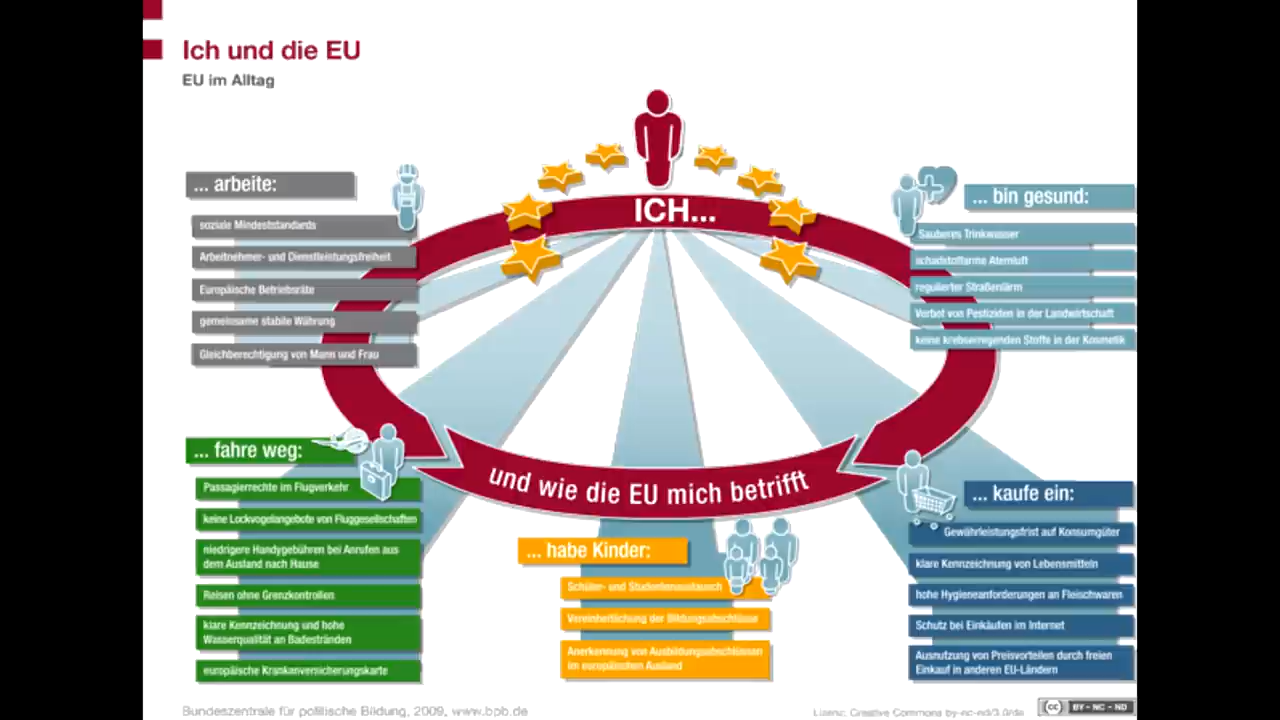 Ich und die EU
EU im Alltag
ICH...
und wie die EU mich betrifft
... arbeite:
soziale Mindeststandards
Arbeitnehmer- und Dienstleistungsfreiheit
Europäische Betriebsräte
gemeinsame stabile Währung
Gleichberechtigung von Mann und Frau
... bin gesund:
Sauberes Trinkwasser
schadstoffarme Atemluft
regulierter Straßenlärm
Verbot von Pestiziden in der Landwirtschaft
keine krebserregenden Stoffe in der Kosmetik
... fahre weg:
Passagierrechte im Flugverkehr
keine Lockvogelangebote von Fluggesellschaften
niedrigere Handygebühren bei Anrufen aus
dem Ausland nach Hause
Reisen ohne Grenzkontrollen
klare Kennzeichnung und hohe
Wasserqualität an Badestränden
europäische Krankenversicherungskarte
... habe Kinder:
Schüler- und Studentenaustausch
Vereinheitlichung der Bildungsabschlüsse
Anerkennung von Ausbildungsabschlüssen
im europäischen Ausland
... kaufe ein:
Gewährleistungsfrist auf Konsumgüter
klare Kennzeichnung von Lebensmitteln
hohe Hygieneanforderungen an Fleischwaren
Schutz bei Einkäufen im Internet
Ausnutzung von Preisvorteilen durch freien
Einkauf in anderen EU-Ländern
Bundeszentrale für politische Bildung, 2009, www.bpb.de
Lizenz: Creative Commons by-nc-nd/3.0/de
cc BY - NC - ND